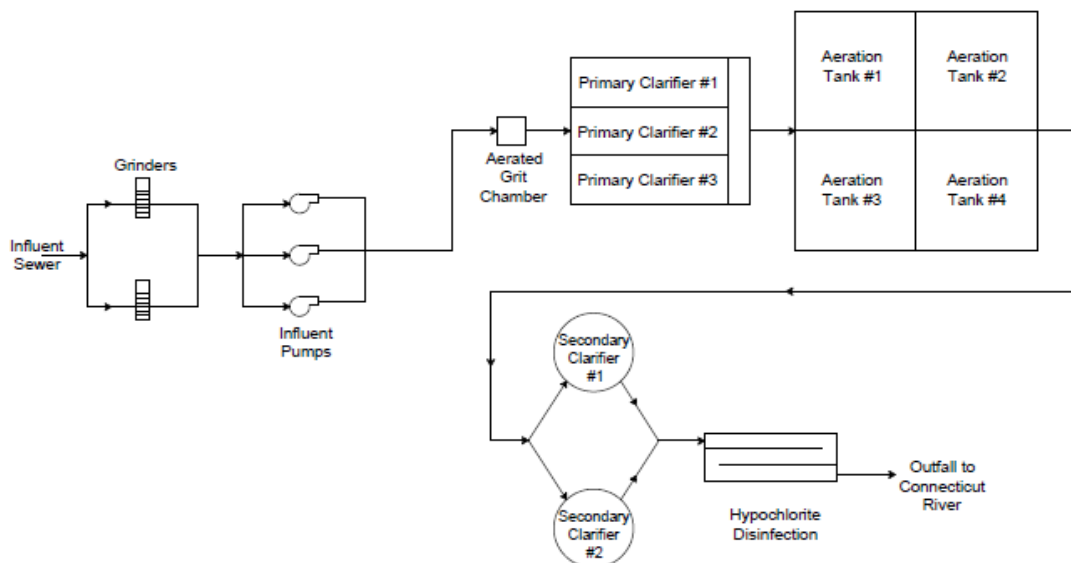 Grinders
Influent
Sewer
Influent
Pumps
Aerated
Grit
Chamber
Primary Clarifier #1
Primary Clarifier #2
Primary Clarifier #3
Aeration
Tank #1
Aeration
Tank #2
Aeration
Tank #3
Aeration
Tank #4
Secondary
Clarifier
#1
Secondary
Clarifier
#2
Hypochlorite
Disinfection
Outfall to
Connecticut
River